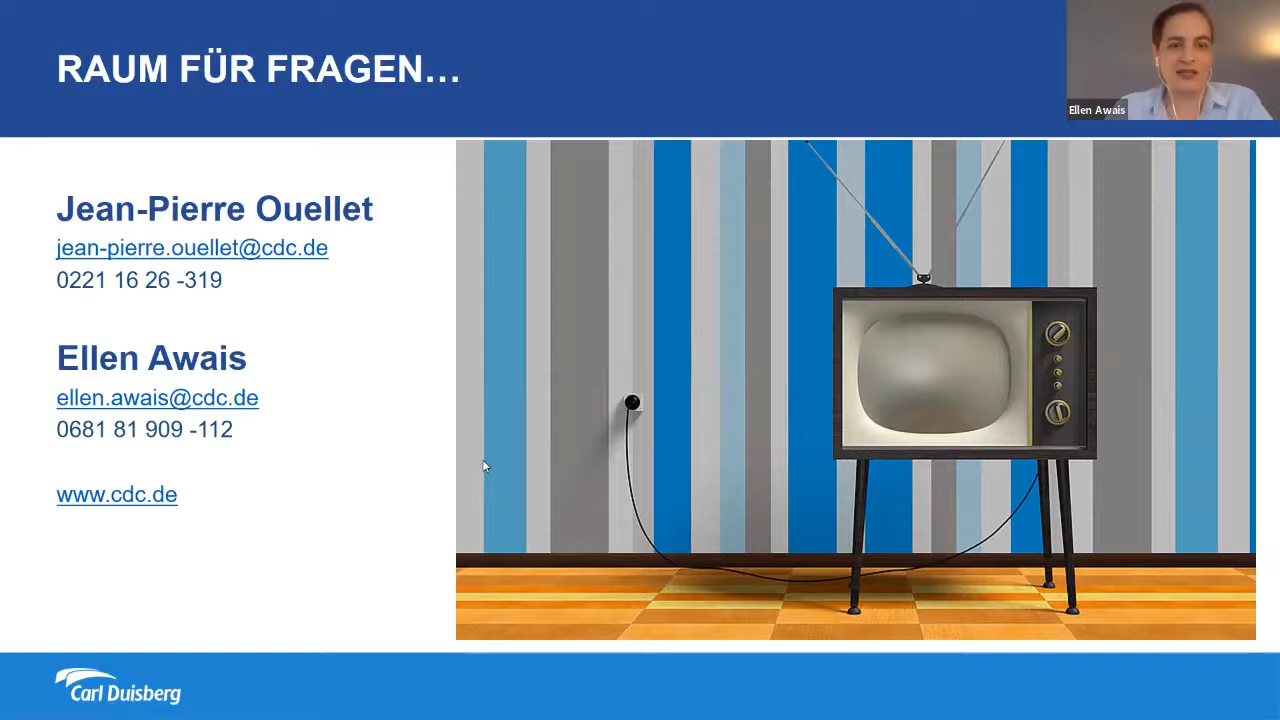 RAUM FÜR FRAGEN…
Ellen Awais
Jean-Pierre Ouellet
jean-pierre.ouellet@cdc.de
0221 16 26 -319
Ellen Awais
ellen.awais@cdc.de
0681 81 909 -112
www.cdc.de
Carl Duisberg